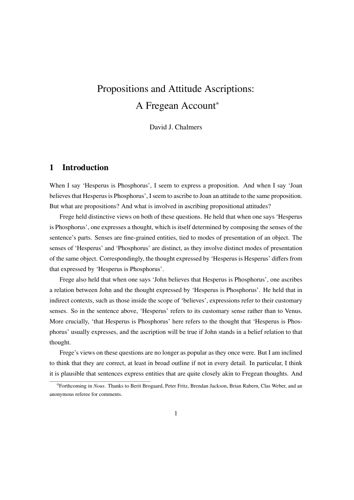 Propositions and Attitude Ascriptions:
A Fregean Account*
David J. Chalmers
1 Introduction
When I say ‘Hesperus is Phosphorus’, I seem to express a proposition. And when I say ‘Joan
believes that Hesperus is Phosphorus’, I seem to ascribe to Joan an attitude to the same proposition.
But what are propositions? And what is involved in ascribing propositional attitudes?
Frege held distinctive views on both of these questions. He held that when one says ‘Hesperus
is Phosphorus’, one expresses a thought, which is itself determined by composing the senses of the
sentence's parts. Senses are fine-grained entities, tied to modes of presentation of an object. The
senses of ‘Hesperus’ and ‘Phosphorus’ are distinct, as they involve distinct modes of presentation
of the same object. Correspondingly, the thought expressed by ‘Hesperus is Hesperus’ differs from
that expressed by ‘Hesperus is Phosphorus’.
Frege also held that when one says ‘John believes that Hesperus is Phosphorus’, one ascribes
a relation between John and the thought expressed by ‘Hesperus is Phosphorus’. He held that in
indirect contexts, such as those inside the scope of ‘believes’, expressions refer to their customary
senses. So in the sentence above, ‘Hesperus’ refers to its customary sense rather than to Venus.
More crucially, ‘that Hesperus is Phosphorus’ here refers to the thought that ‘Hesperus is Phos-
phorus’ usually expresses, and the ascription will be true if John stands in a belief relation to that
thought.
Frege's views on these questions are no longer as popular as they once were. But I am inclined
to think that they are correct, at least in broad outline if not in every detail. In particular, I think
it is plausible that sentences express entities that are quite closely akin to Fregean thoughts. And
*Forthcoming in Nous. Thanks to Berit Brogaard, Peter Fritz, Brendan Jackson, Brian Rabern, Clas Weber, and an
anonymous referee for comments.
1